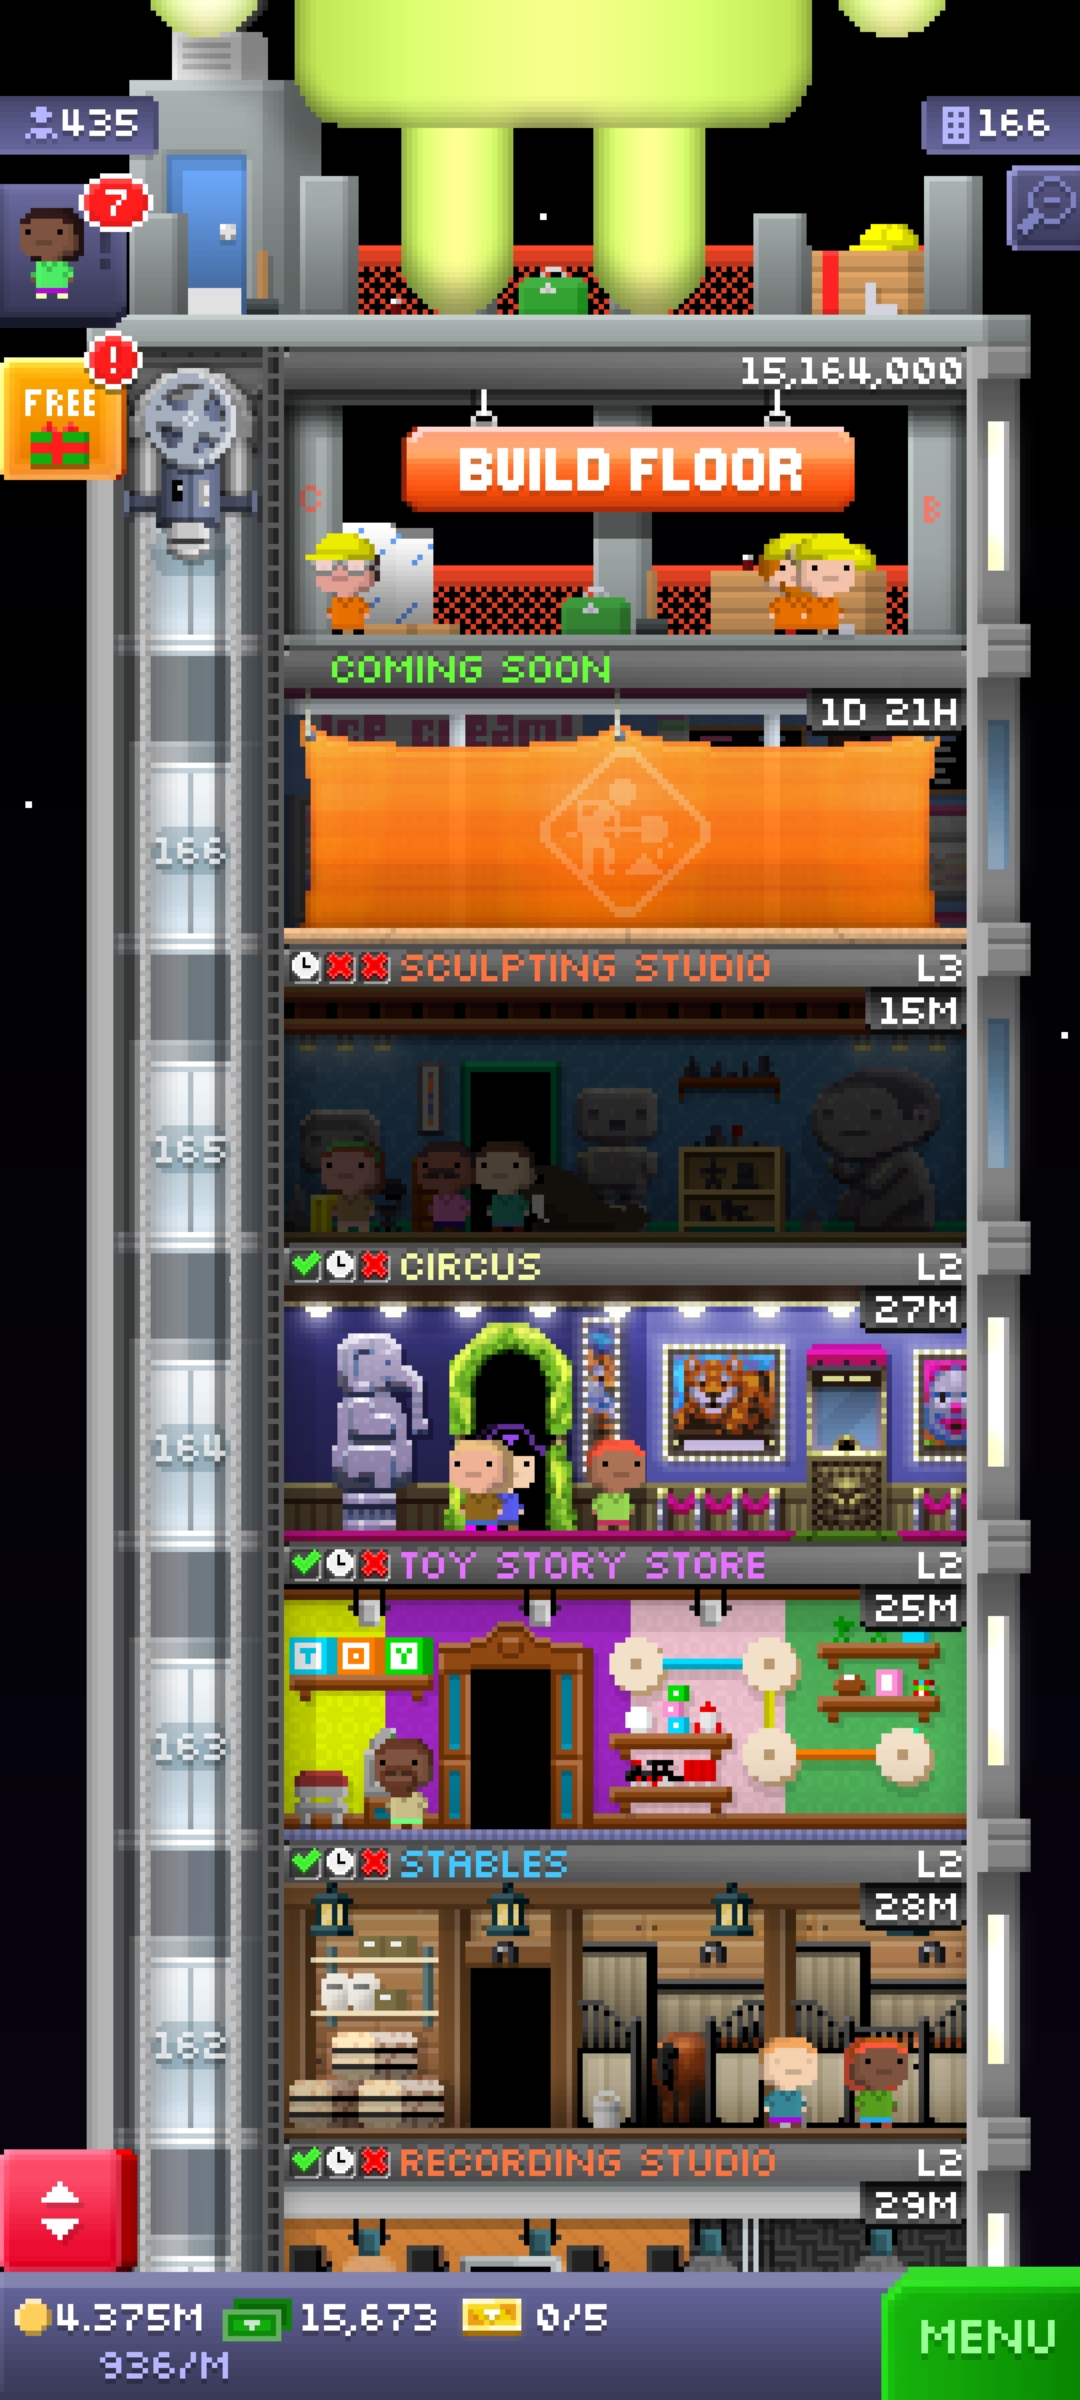 435
166
7
!
FREE
15,164,000
BUILD FLOOR
C
B
COMING SOON
1D 21H
Ice cream!
166
SCULPTING STUDIO
L3
15M
165
CIRCUS
L2
27M
164
TOY STORY STORE
L2
25M
TOY
163
STABLES
L2
28M
162
RECORDING STUDIO
L2
29M
4.375M
15,673
0/5
936/M
MENU